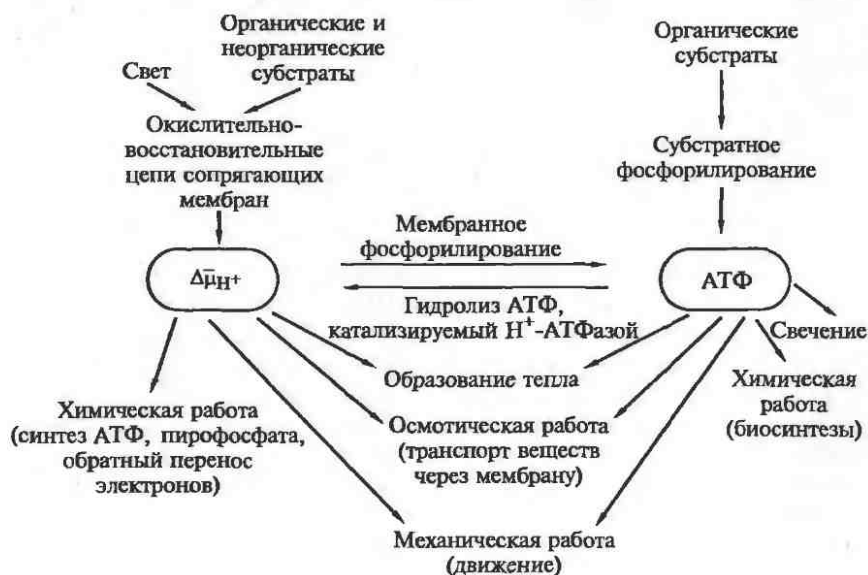 Органические и
неорганические
субстраты
Свет
Окислительно-
восстановительные
цепи сопрягающих
мембран
Органические
субстраты
Субстратное
фосфорилирование
Мембранное
фосфорилирование
Δμ̄H+
АТФ
Гидролиз АТФ,
катализируемый H+-АТФазой
Свечение
Образование тепла
Химическая работа
(синтез АТФ, пирофосфата,
обратный перенос
электронов)
Осмотическая работа
(транспорт веществ
через мембрану)
Химическая
работа
(биосинтезы)
Механическая работа
(движение)